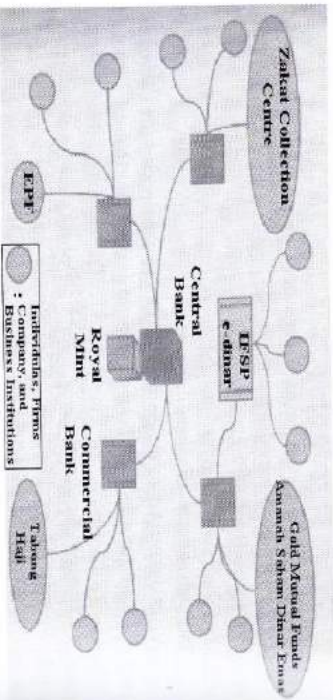 Zakat Collection
Centre
EPF
Central
Bank
IFSP
e-dinar
Royal
Mint
Commercial
Bank
Gold Mutual Funds
Amanah Saham Dinar Emas
Tabung
Haji
Individulas, Firms
: Company, and
Business Institutions